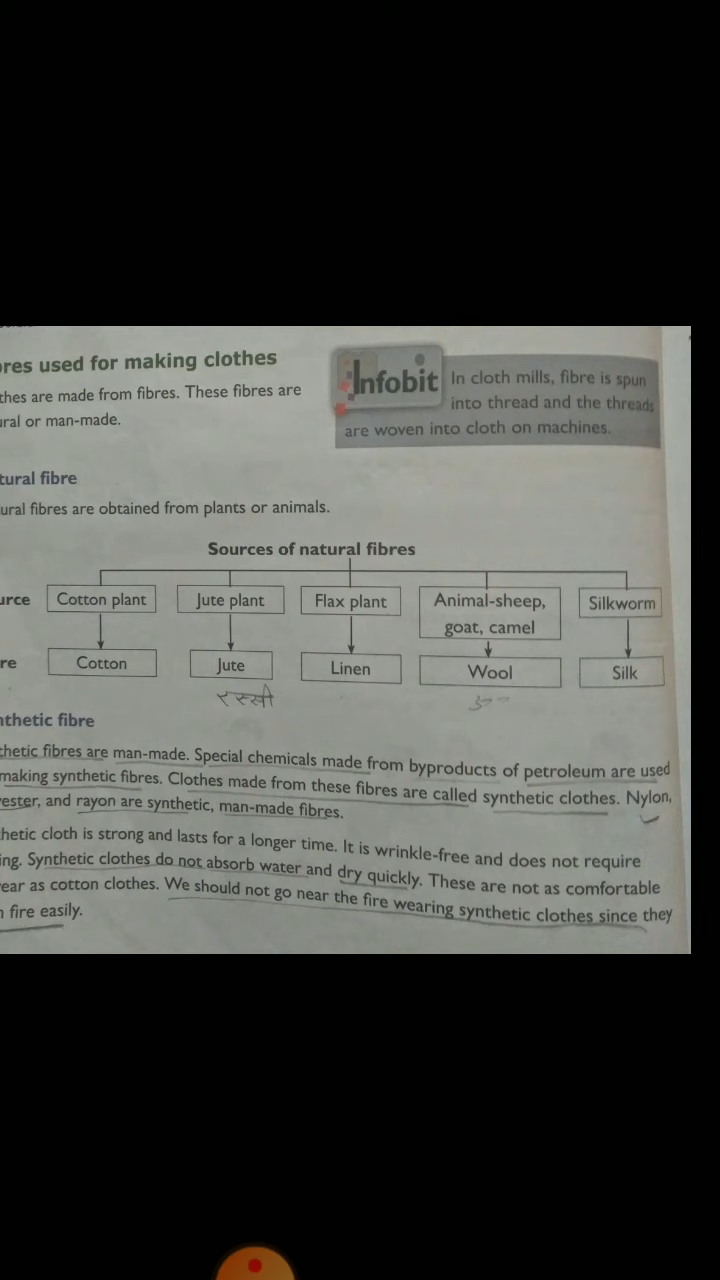 res used for making clothes
thes are made from fibres. These fibres are
ural or man-made.
Infobit In cloth mills, fibre is spun
into thread and the threads
are woven into cloth on machines.
tural fibre
ural fibres are obtained from plants or animals.
Sources of natural fibres
urce Cotton plant Jute plant Flax plant Animal-sheep, goat, camel Silkworm
re Cotton Jute Linen Wool Silk
रस्सी
nthetic fibre
thetic fibres are man-made. Special chemicals made from byproducts of petroleum are used
making synthetic fibres. Clothes made from these fibres are called synthetic clothes. Nylon,
ester, and rayon are synthetic, man-made fibres.
hetic cloth is strong and lasts for a longer time. It is wrinkle-free and does not require
ing. Synthetic clothes do not absorb water and dry quickly. These are not as comfortable
ear as cotton clothes. We should not go near the fire wearing synthetic clothes since they
fire easily.